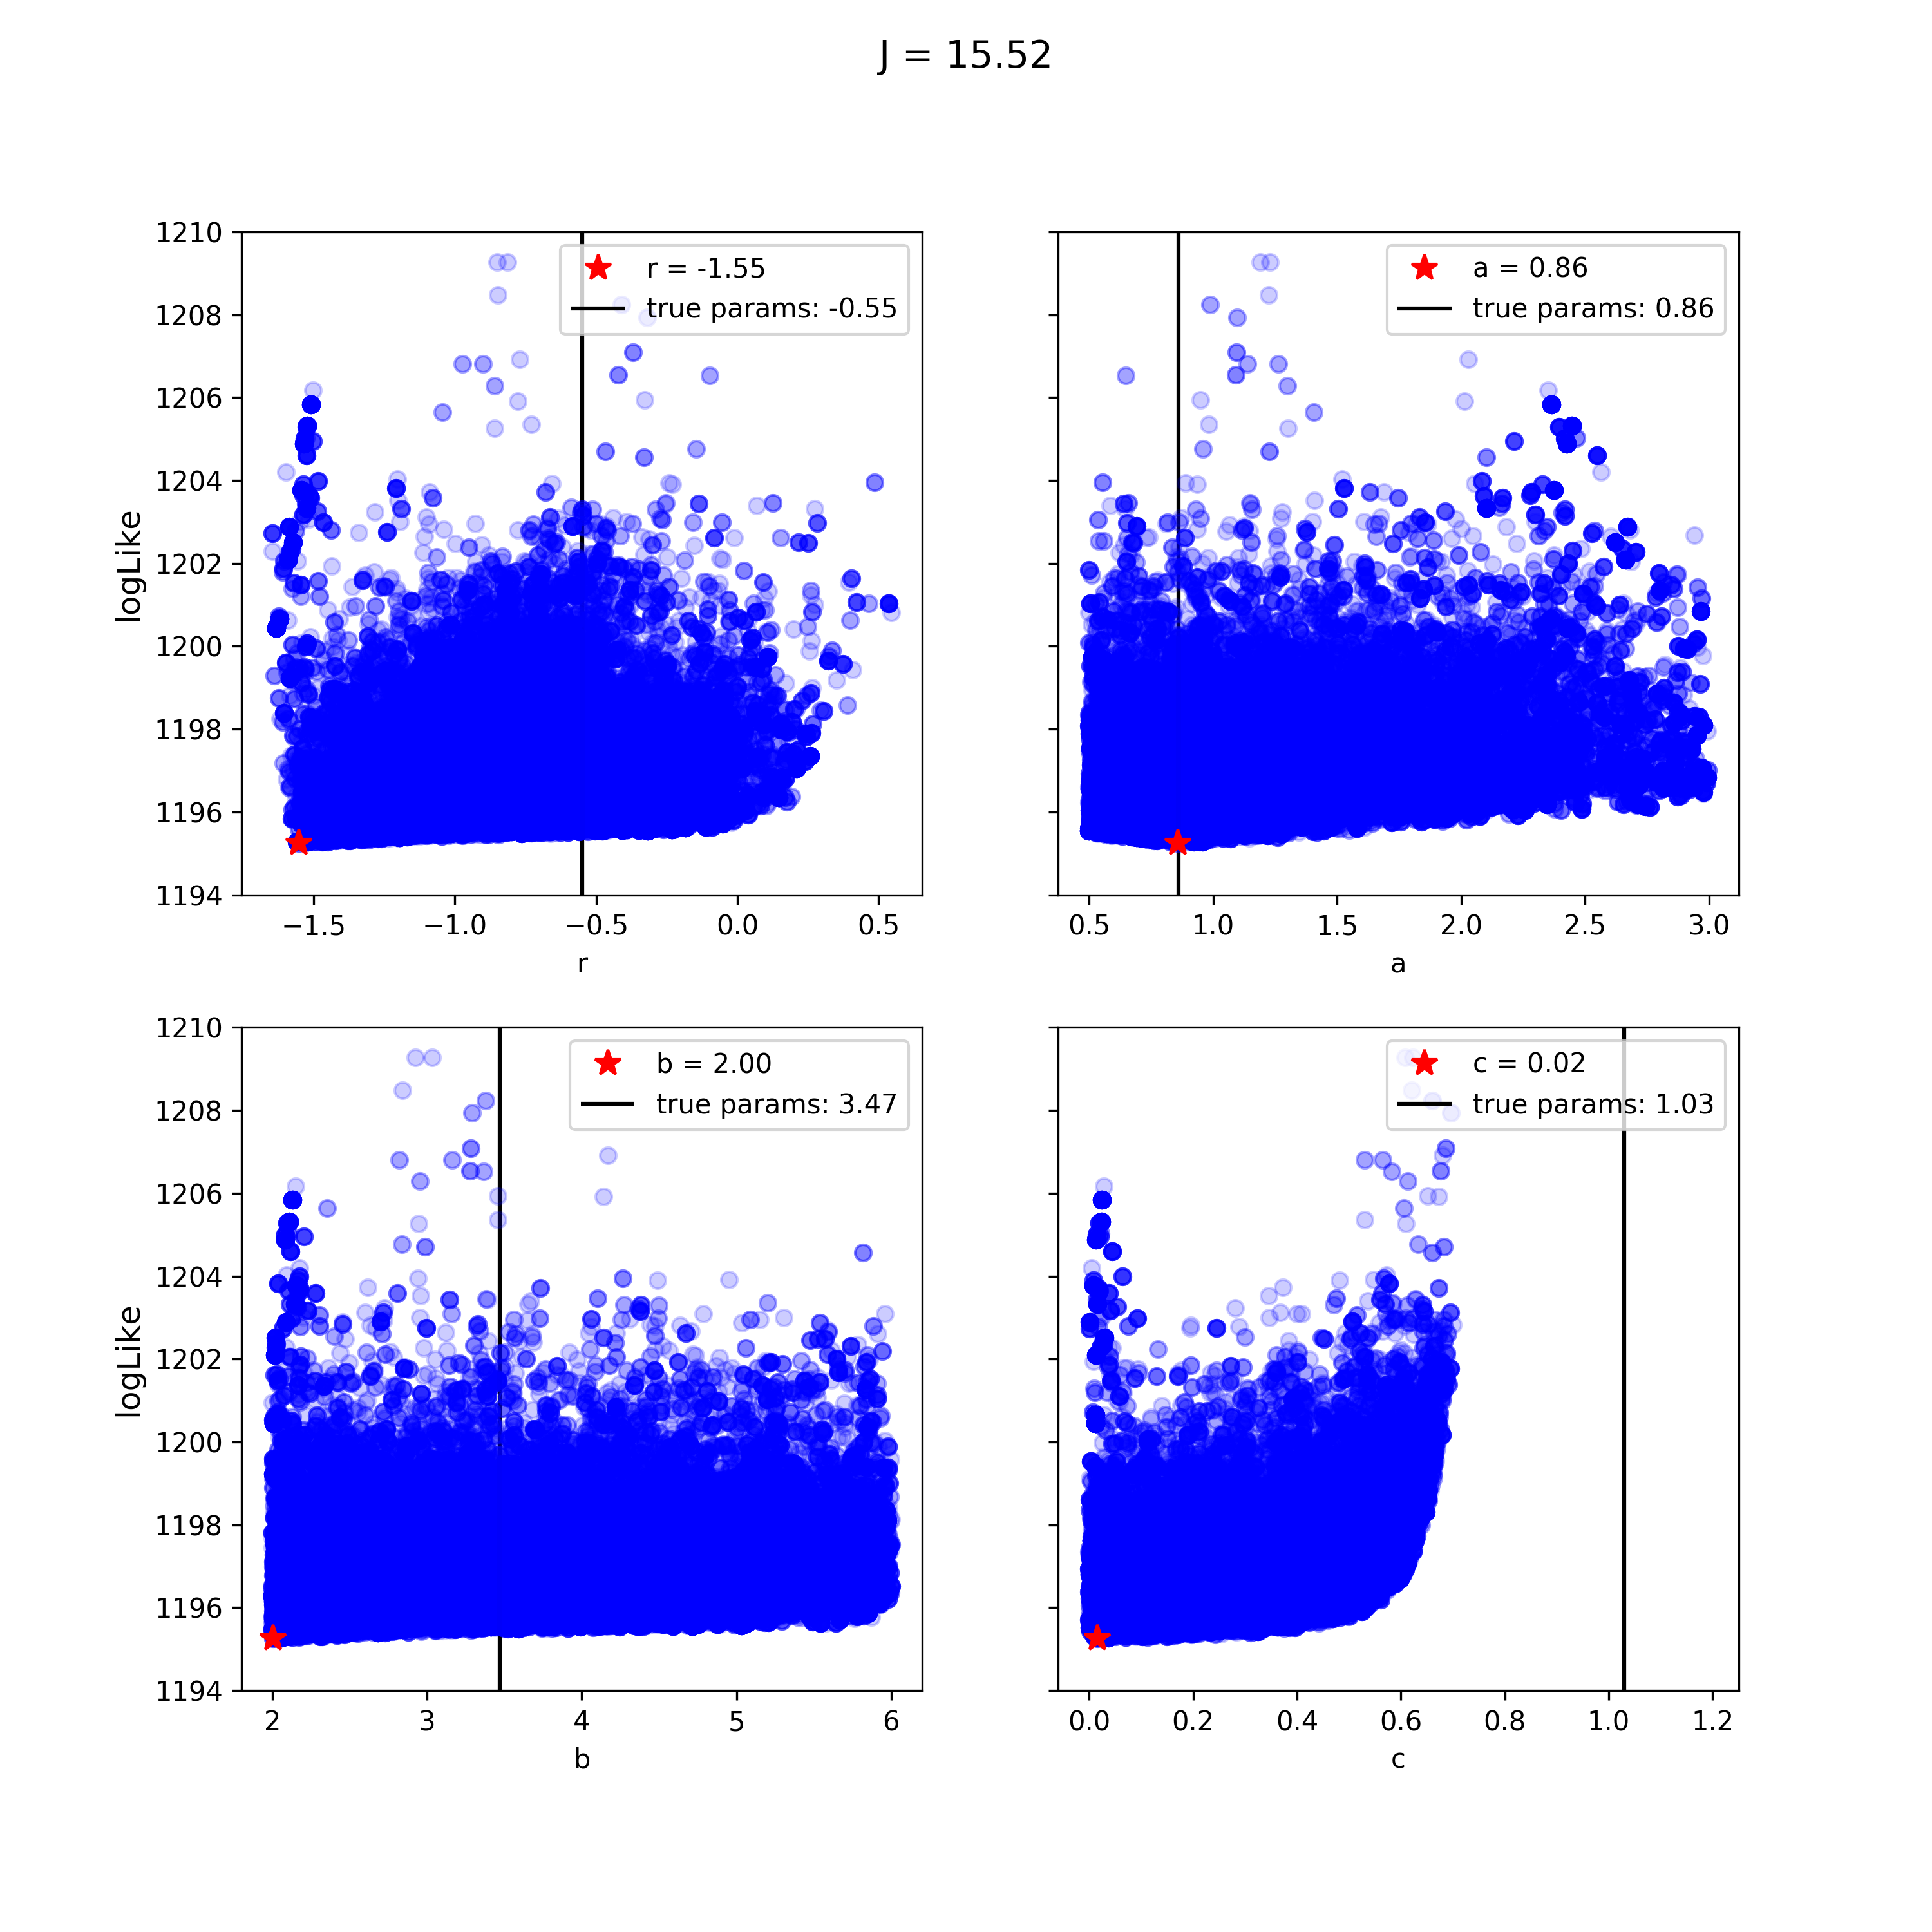 J = 15.52
1210
1208
1206
1204
1202
1200
1198
1196
1194
logLike
r = -1.55
true params: -0.55
−1.5 −1.0 −0.5 0.0 0.5
r
a = 0.86
true params: 0.86
0.5 1.0 1.5 2.0 2.5 3.0
a
1210
1208
1206
1204
1202
1200
1198
1196
1194
logLike
b = 2.00
true params: 3.47
2 3 4 5 6
b
c = 0.02
true params: 1.03
0.0 0.2 0.4 0.6 0.8 1.0 1.2
c